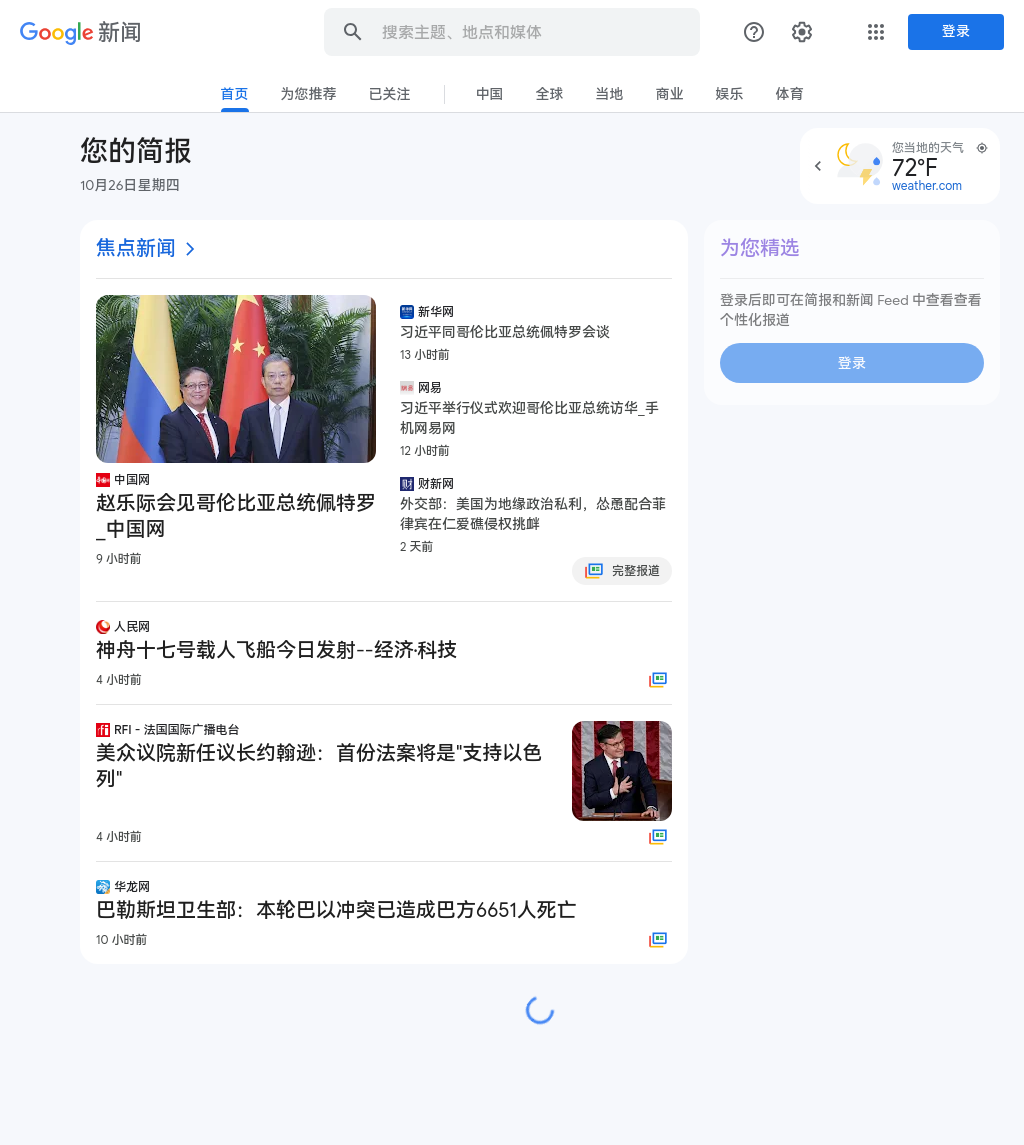 Google 新闻
搜索主题、地点和媒体
登录
首页
为您推荐
已关注
中国
全球
当地
商业
娱乐
体育
您的简报
10月26日星期四
您当地的天气
72°F
weather.com
焦点新闻
中国网
赵乐际会见哥伦比亚总统佩特罗
_中国网
9 小时前
新华网
习近平同哥伦比亚总统佩特罗会谈
13 小时前
网易
习近平举行仪式欢迎哥伦比亚总统访华_手
机网易网
12 小时前
财新网
外交部：美国为地缘政治私利，怂恿配合菲
律宾在仁爱礁侵权挑衅
2 天前
完整报道
人民网
神舟十七号载人飞船今日发射--经济·科技
4 小时前
RFI - 法国国际广播电台
美众议院新任议长约翰逊：首份法案将是"支持以色
列"
4 小时前
华龙网
巴勒斯坦卫生部：本轮巴以冲突已造成巴方6651人死亡
10 小时前
为您精选
登录后即可在简报和新闻 Feed 中查看查看
个性化报道
登录